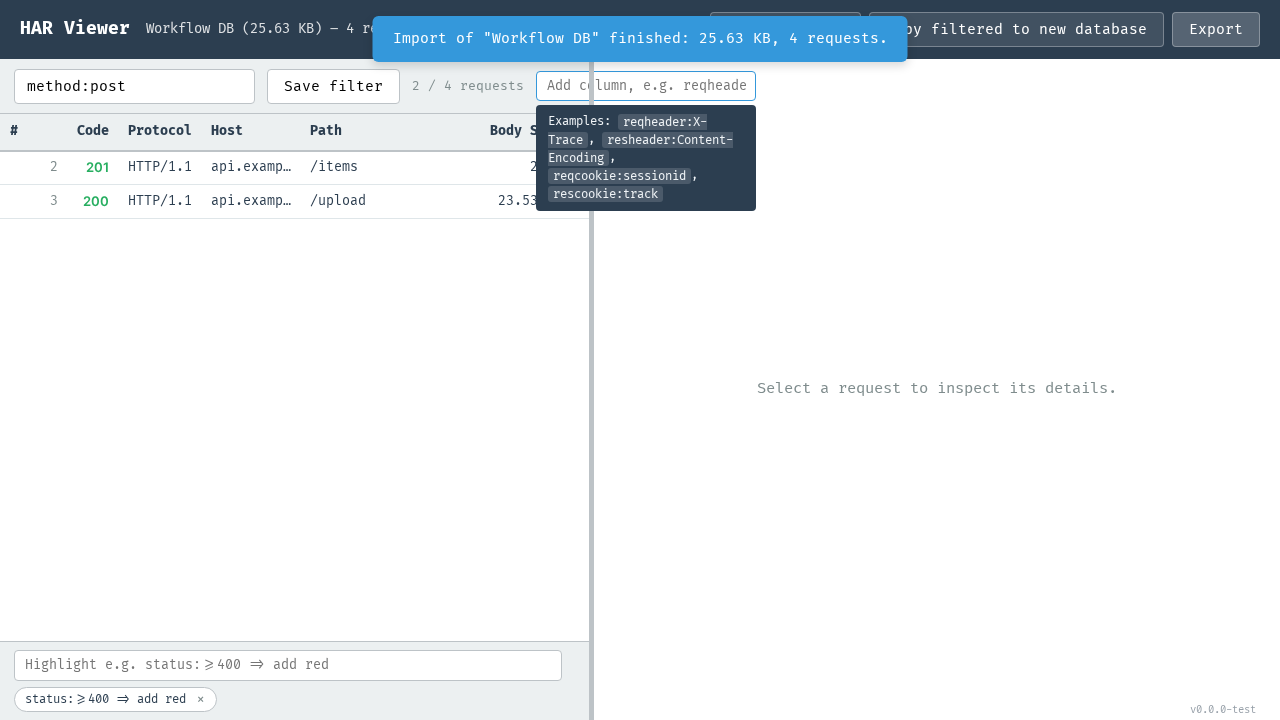 HAR Viewer
Workflow DB (25.63 KB) — 4
Import of "Workflow DB" finished: 25.63 KB, 4 requests.
filtered to new database
Export
method:post
Save filter
2 / 4 requests
Add column, e.g. reqheade
Examples: reqheader:X-
Trace, resheader:Content-
Encoding,
reqcookie:sessionid,
rescookie:track
# Code Protocol Host Path Body
2 201 HTTP/1.1 api.examp… /items
3 200 HTTP/1.1 api.examp… /upload 23.53
Select a request to inspect its details.
Highlight e.g. status:>=400 => add red
status:>=400 => add red ×
v0.0.0-test